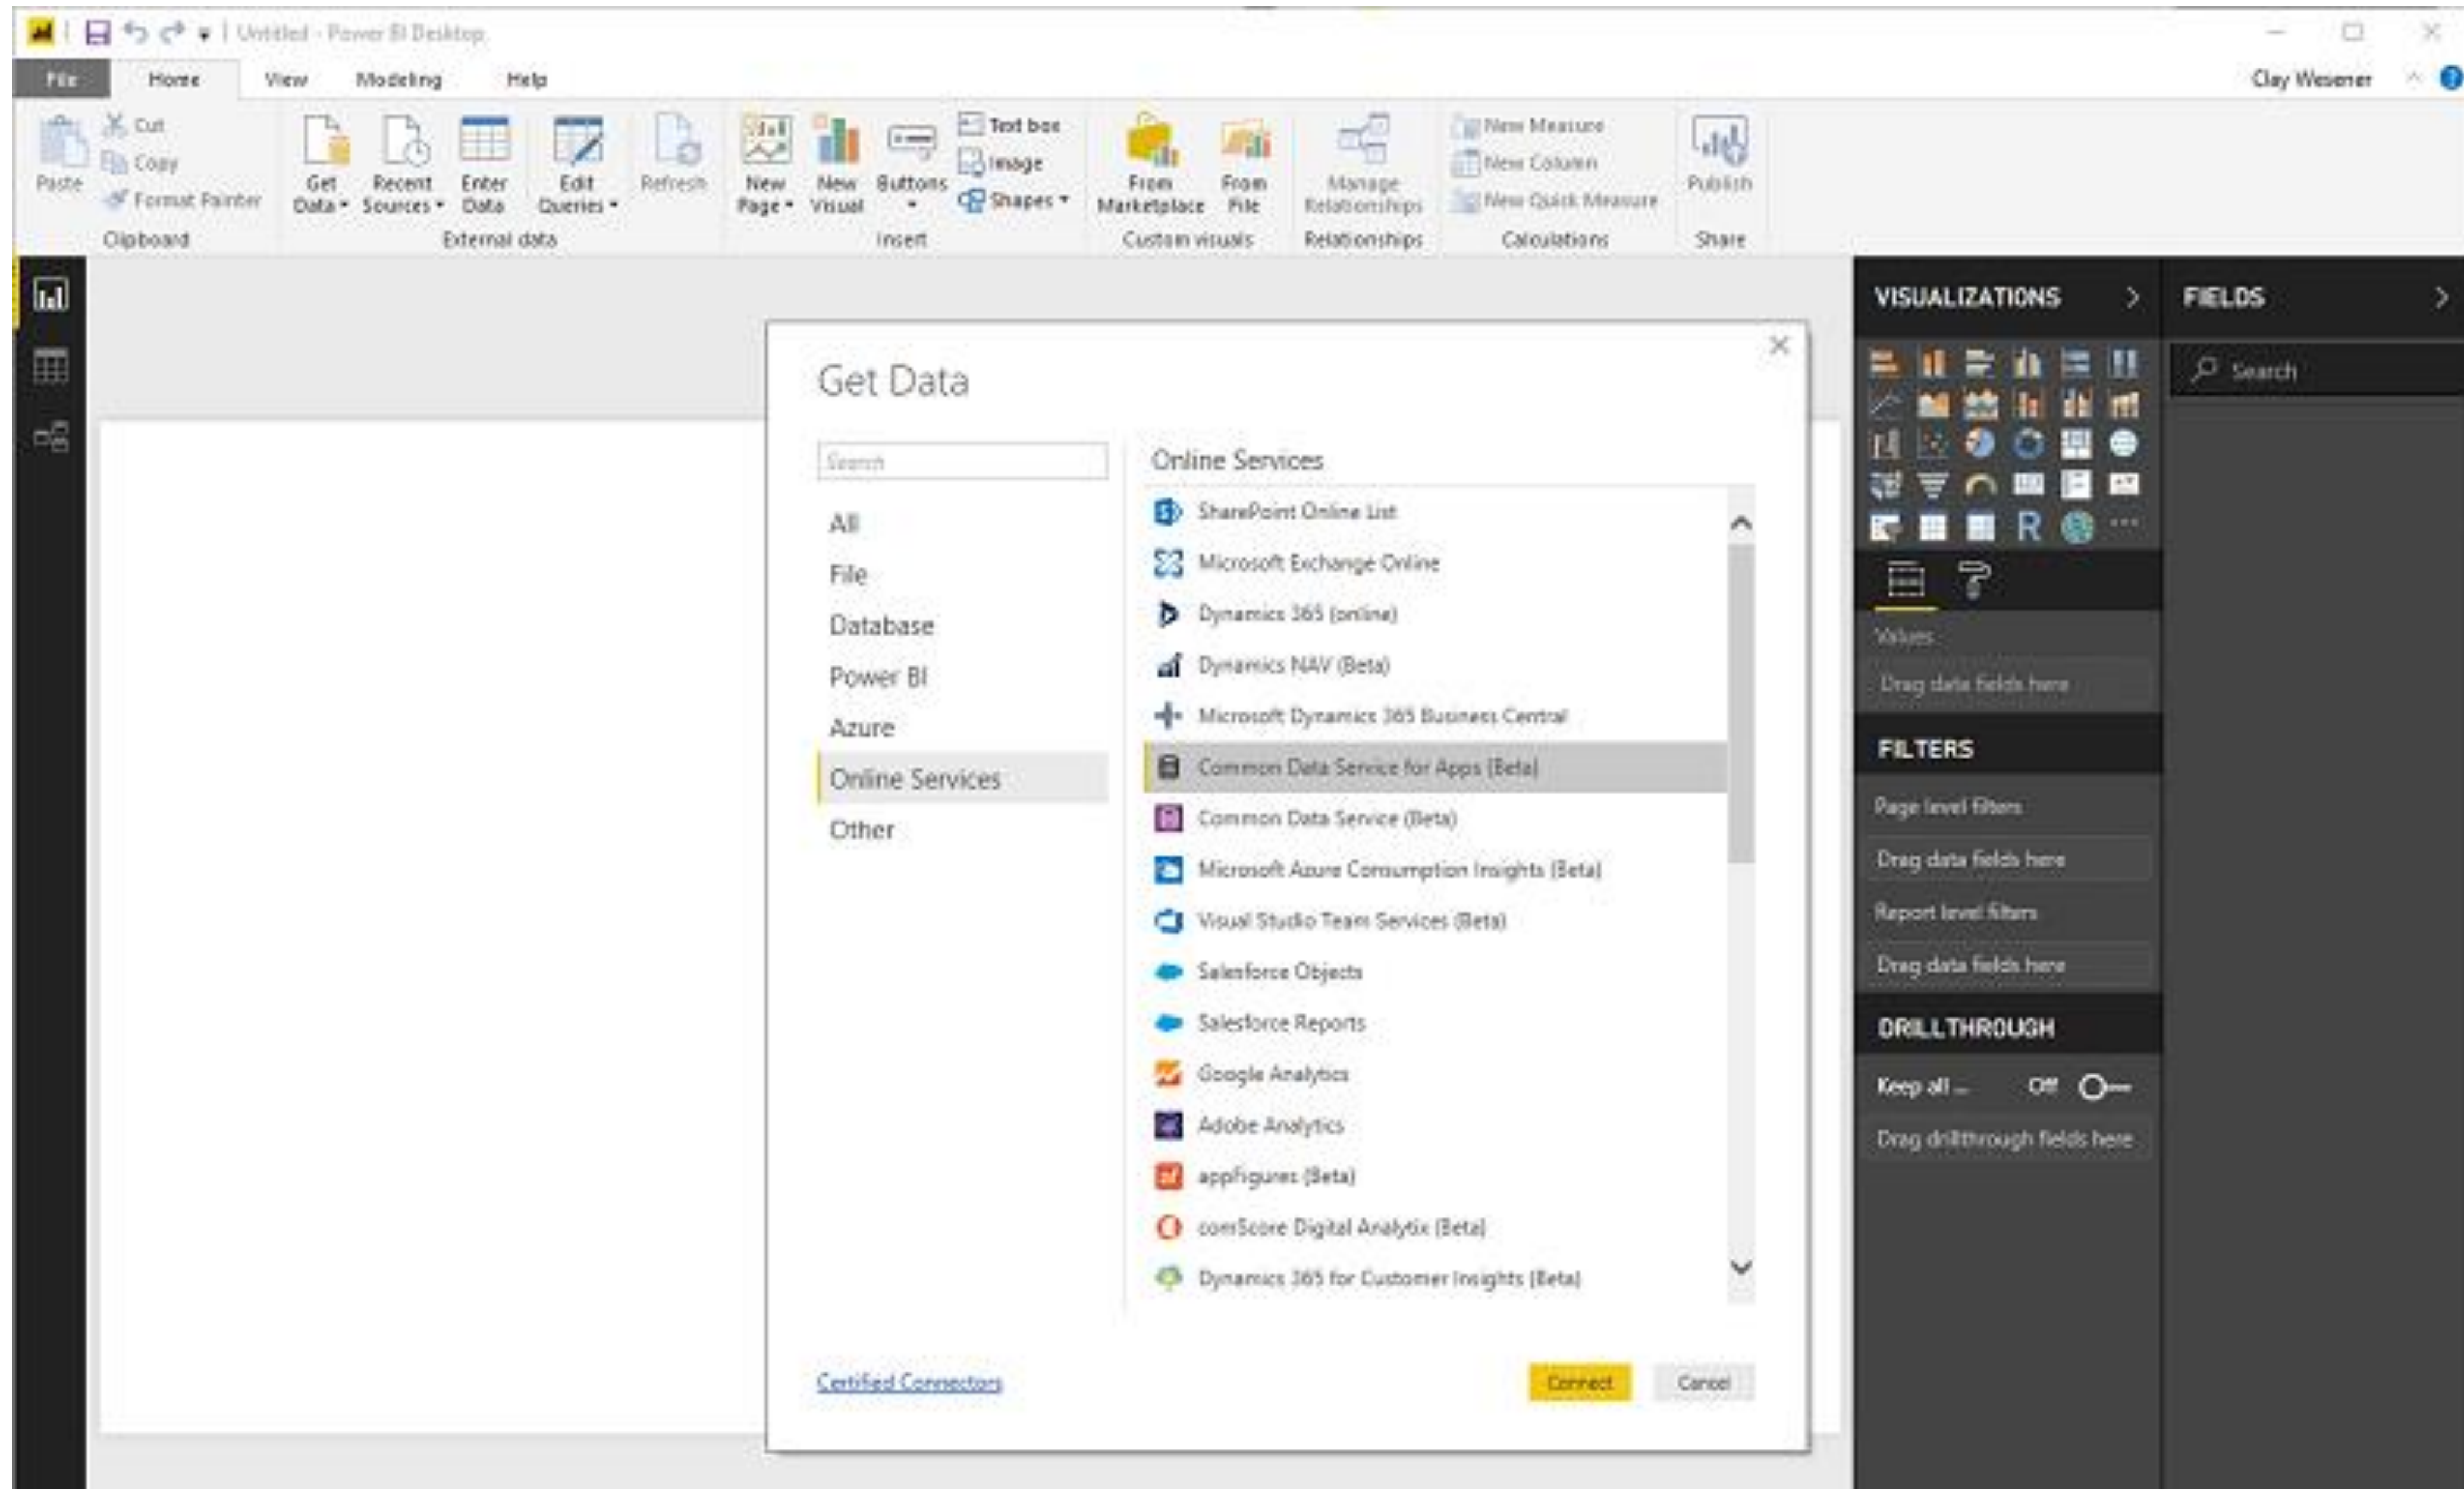 Untitled - Power BI Desktop
File Home View Modeling Help
Clay Wesener
Paste
Cut
Copy
Format Painter
Clipboard
Get Data
Recent Sources
Enter Data
Edit Queries
Refresh
External data
New Page
New Visual
Buttons
Text box
Image
Shapes
Insert
From Marketplace
From File
Custom visuals
Manage Relationships
Relationships
New Measure
New Column
New Quick Measure
Calculations
Publish
Share
Get Data
Search
All
File
Database
Power BI
Azure
Online Services
Other
Online Services
SharePoint Online List
Microsoft Exchange Online
Dynamics 365 (online)
Dynamics NAV (Beta)
Microsoft Dynamics 365 Business Central
Common Data Service for Apps (Beta)
Common Data Service (Beta)
Microsoft Azure Consumption Insights (Beta)
Visual Studio Team Services (Beta)
Salesforce Objects
Salesforce Reports
Google Analytics
Adobe Analytics
appFigures (Beta)
comScore Digital Analytix (Beta)
Dynamics 365 for Customer Insights (Beta)
Certified Connectors
Connect
Cancel
VISUALIZATIONS
R
Values
Drag data fields here
FILTERS
Page level filters
Drag data fields here
Report level filters
Drag data fields here
DRILLTHROUGH
Keep all ... Off
Drag drillthrough fields here
FIELDS
Search